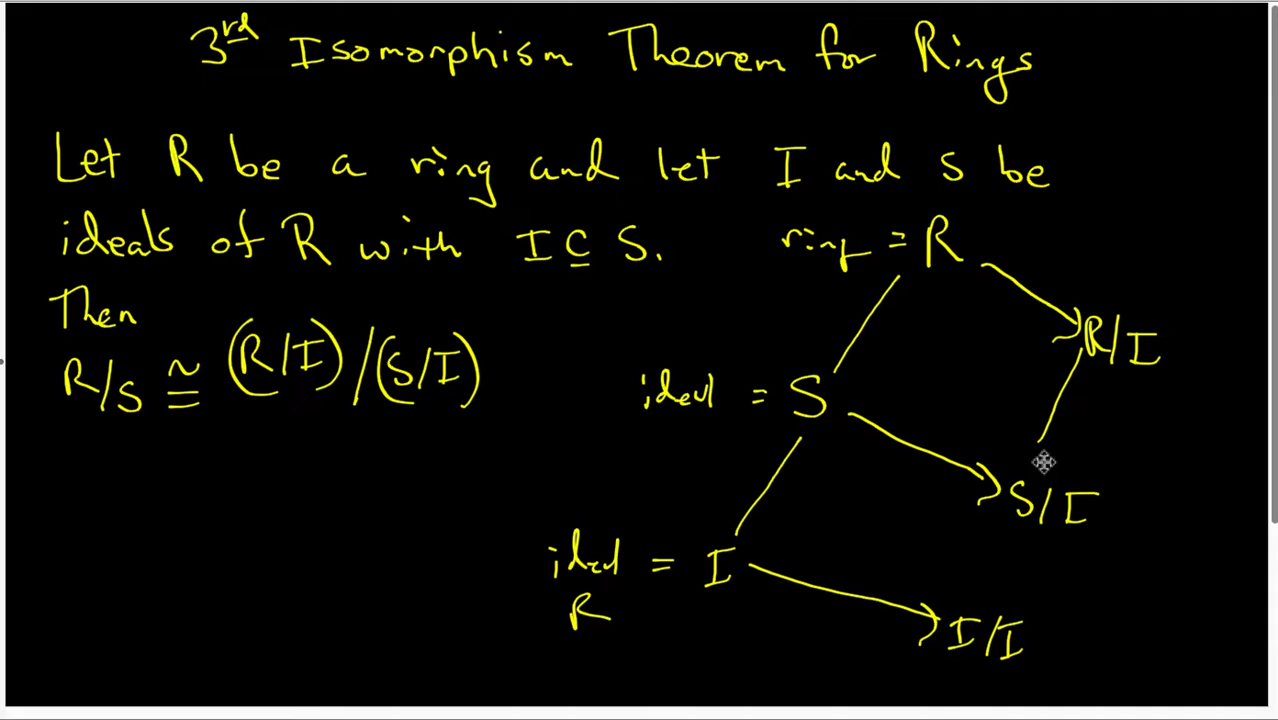 3rd Isomorphism Theorem for Rings
Let R be a ring and let I and S be
ideals of R with I ⊆ S.
ring = R
Then
R/S ≅ (R/I)/(S/I)
R/I
ideal = S
S/I
ideal = I
R
I/I